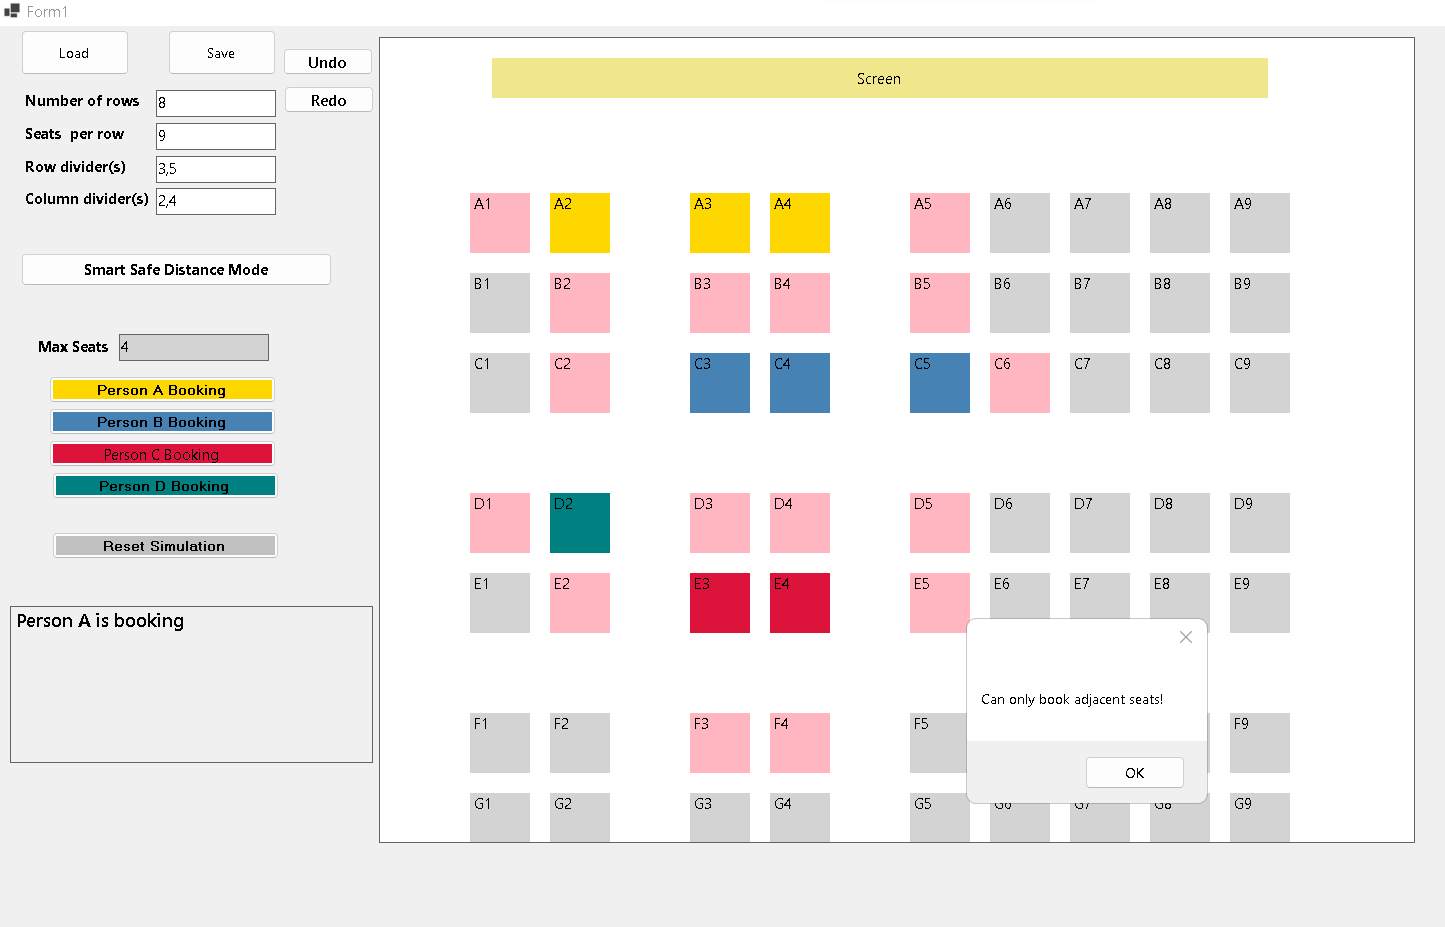 Form1
Load
Save
Undo
Redo
Number of rows 8
Seats per row 9
Row divider(s) 3,5
Column divider(s) 2,4
Smart Safe Distance Mode
Max Seats 4
Person A Booking
Person B Booking
Person C Booking
Person D Booking
Reset Simulation
Person A is booking
Screen
A1 A2 A3 A4 A5 A6 A7 A8 A9
B1 B2 B3 B4 B5 B6 B7 B8 B9
C1 C2 C3 C4 C5 C6 C7 C8 C9
D1 D2 D3 D4 D5 D6 D7 D8 D9
E1 E2 E3 E4 E5 E6 E7 E8 E9
F1 F2 F3 F4 F5 F9
G1 G2 G3 G4 G5 G6 G7 G8 G9
Can only book adjacent seats!
OK